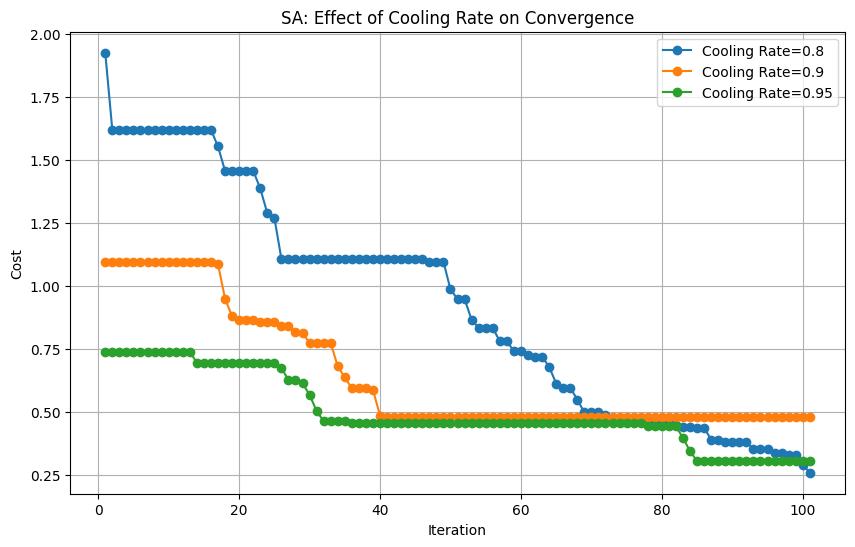 SA: Effect of Cooling Rate on Convergence
Cooling Rate=0.8
Cooling Rate=0.9
Cooling Rate=0.95
Cost
2.00
1.75
1.50
1.25
1.00
0.75
0.50
0.25
0
20
40
60
80
100
Iteration